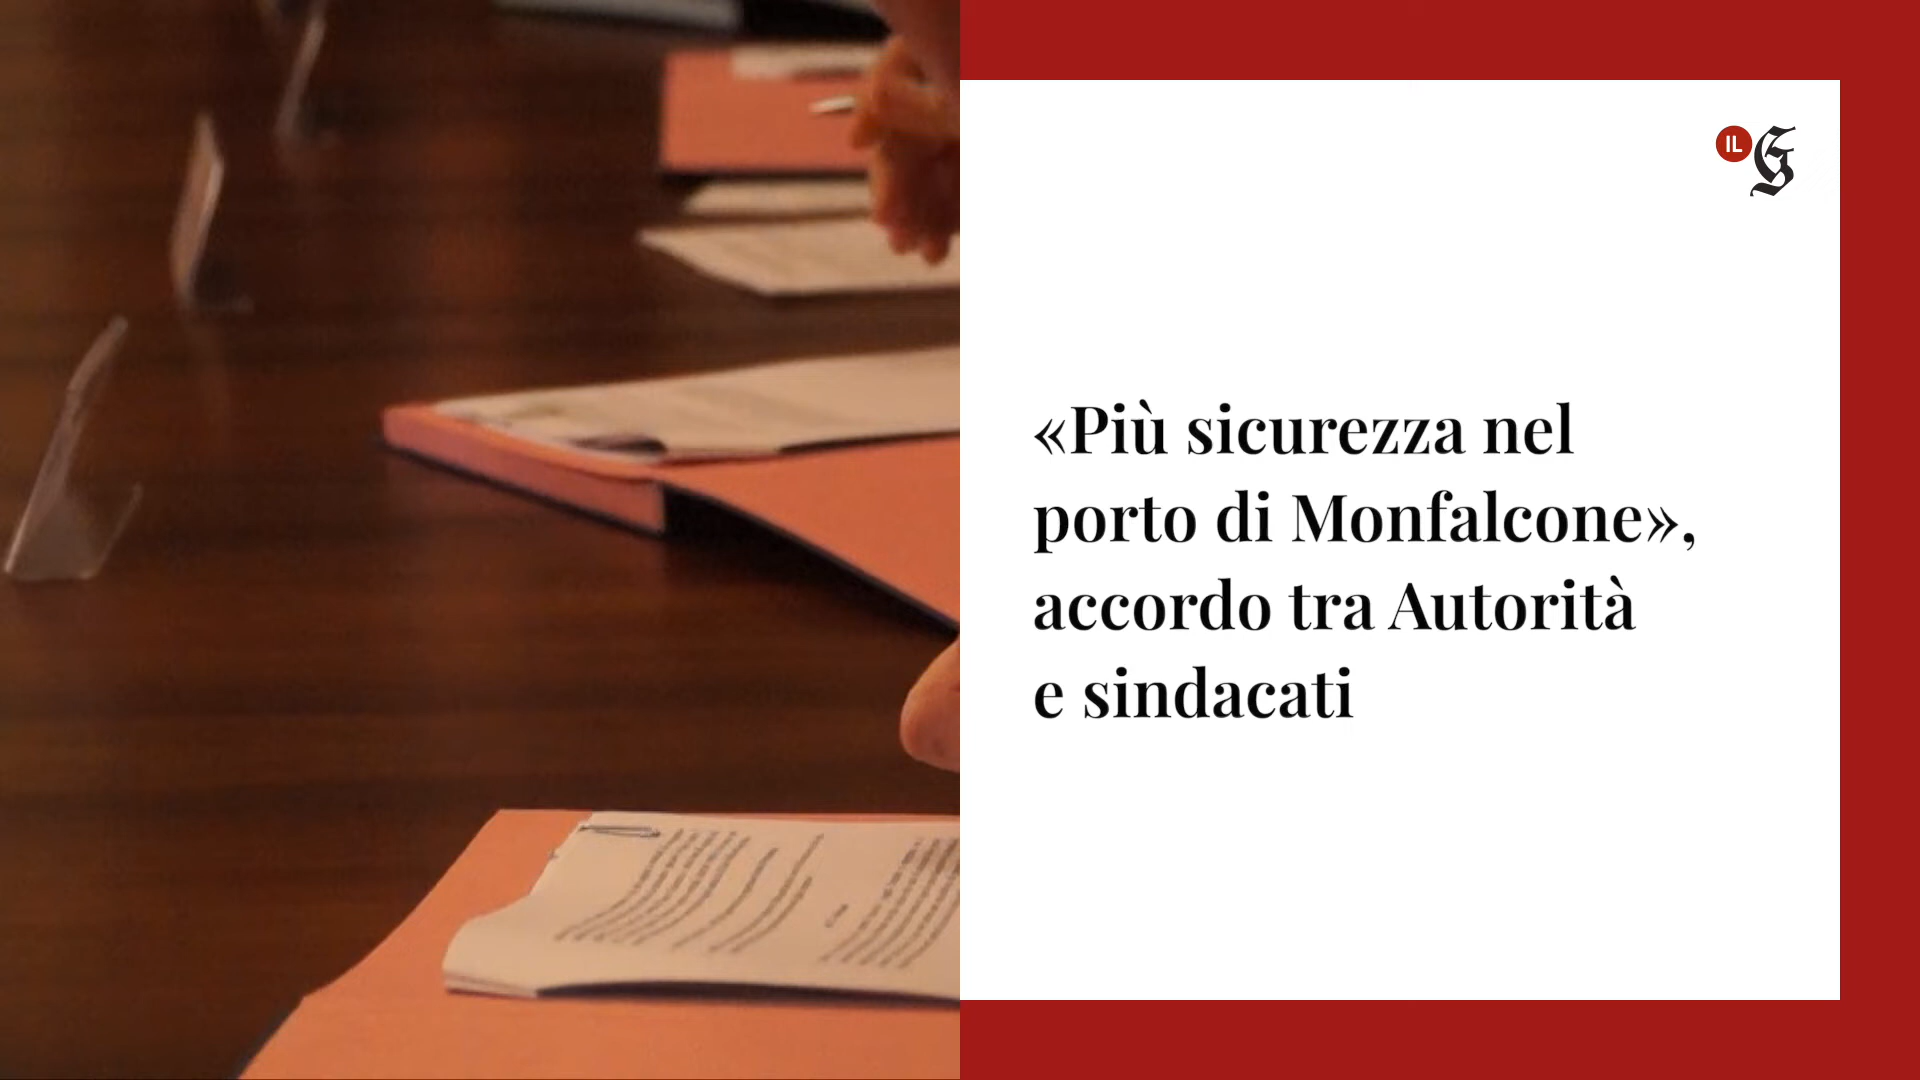 IL G
«Più sicurezza nel
porto di Monfalcone»,
accordo tra Autorità
e sindacati